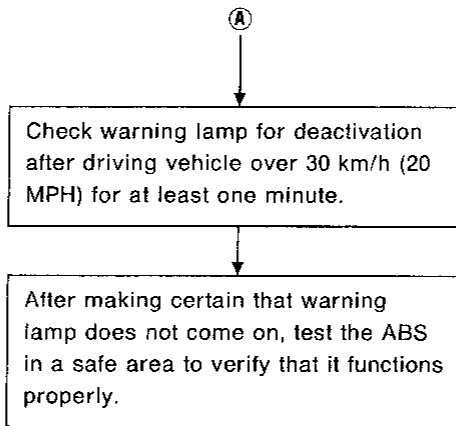 A
Check warning lamp for deactivation
after driving vehicle over 30 km/h (20
MPH) for at least one minute.
After making certain that warning
lamp does not come on, test the ABS
in a safe area to verify that it functions
properly.